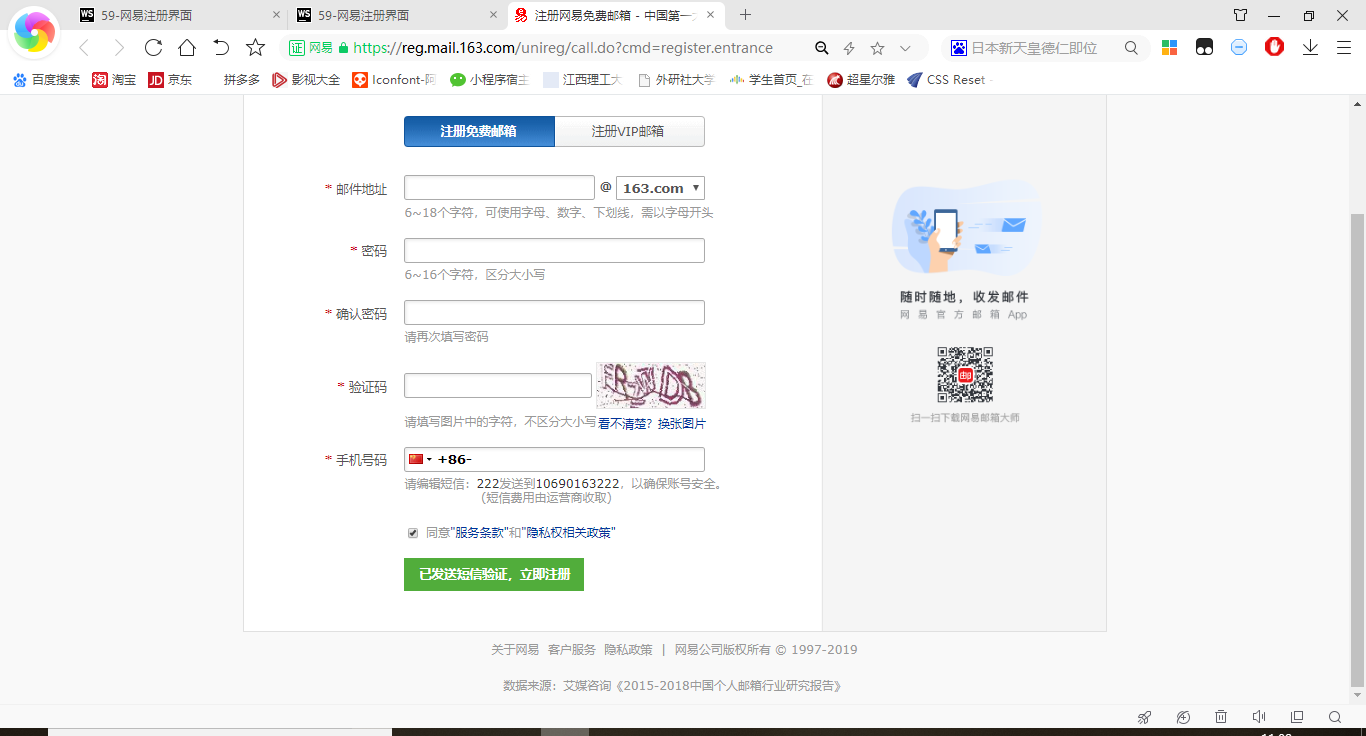 59-网易注册界面
59-网易注册界面
注册网易免费邮箱 - 中国第一
证 网易 https://reg.mail.163.com/unireg/call.do?cmd=register.entrance
日本新天皇德仁即位
百度搜索 淘宝 京东 拼多多 影视大全 Iconfont-阿 小程序宿主 江西理工大 外研社大学 学生首页_在 超星尔雅 CSS Reset -
注册免费邮箱 注册VIP邮箱
* 邮件地址 @ 163.com
6~18个字符，可使用字母、数字、下划线，需以字母开头
* 密码
6~16个字符，区分大小写
* 确认密码
请再次填写密码
* 验证码
请填写图片中的字符，不区分大小写 看不清楚？换张图片
* 手机号码 +86-
请编辑短信：222发送到10690163222，以确保账号安全。
（短信费用由运营商收取）
同意"服务条款"和"隐私权相关政策"
已发送短信验证，立即注册
随时随地，收发邮件
网易官方邮箱App
扫一扫下载网易邮箱大师
关于网易 客户服务 隐私政策 | 网易公司版权所有 © 1997-2019
数据来源：艾媒咨询《2015-2018中国个人邮箱行业研究报告》